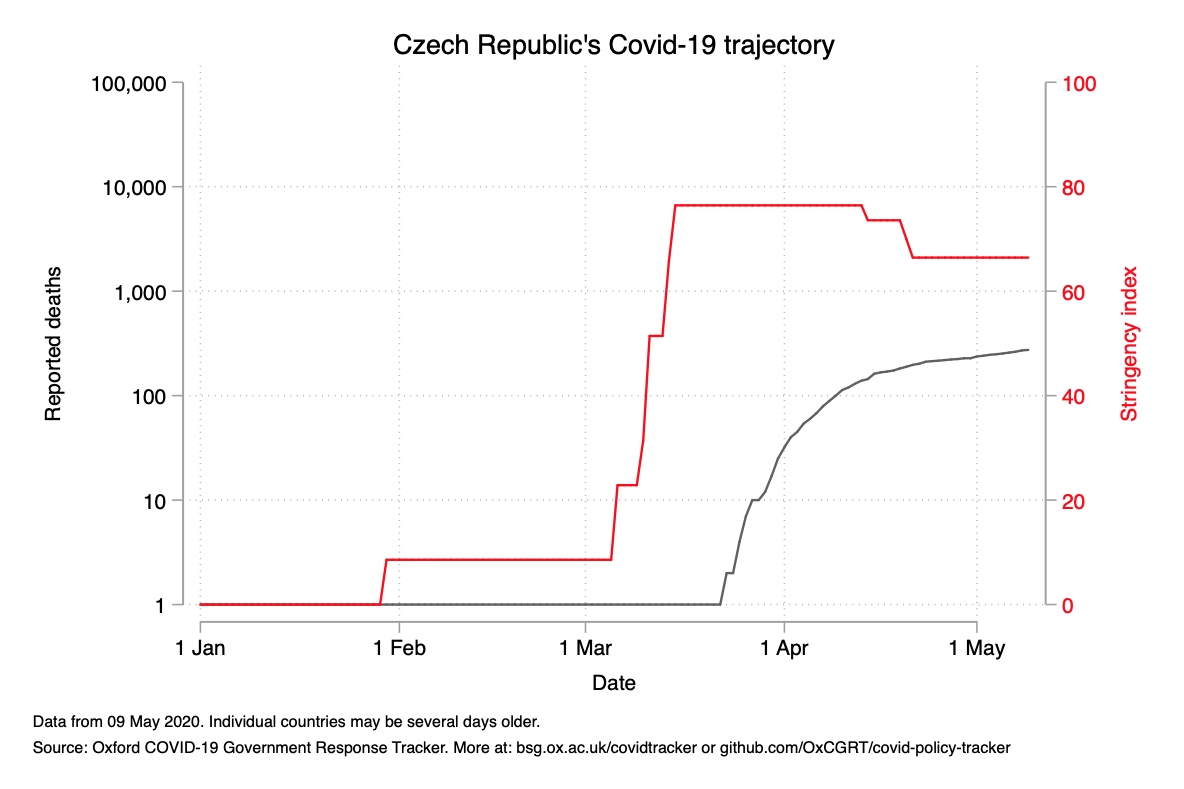 Czech Republic's Covid-19 trajectory
100,000
10,000
1,000
100
10
1
Reported deaths
100
80
60
40
20
0
Stringency index
1 Jan 1 Feb 1 Mar 1 Apr 1 May
Date
Data from 09 May 2020. Individual countries may be several days older.
Source: Oxford COVID-19 Government Response Tracker. More at: bsg.ox.ac.uk/covidtracker or github.com/OxCGRT/covid-policy-tracker